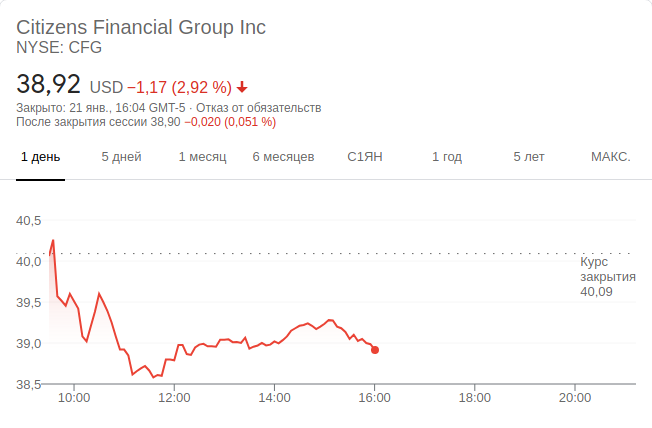 Citizens Financial Group Inc
NYSE: CFG
38,92 USD −1,17 (2,92 %)
Закрыто: 21 янв., 16:04 GMT-5 · Отказ от обязательств
После закрытия сессии 38,90 −0,020 (0,051 %)
1 день 5 дней 1 месяц 6 месяцев С1ЯН 1 год 5 лет МАКС.
40,5
40,0
39,5
39,0
38,5
Курс
закрытия
40,09
10:00 12:00 14:00 16:00 18:00 20:00